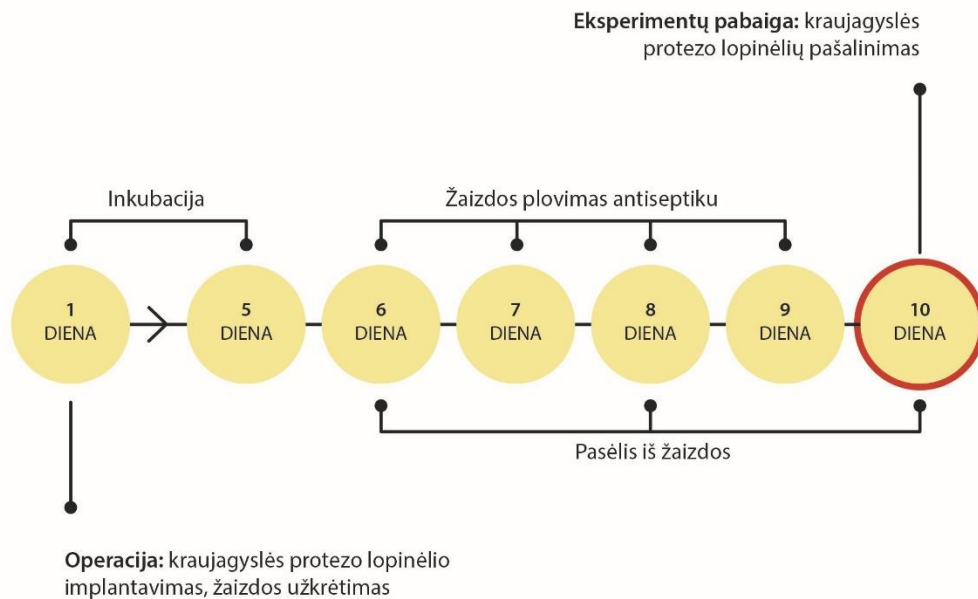 Eksperimentų pabaiga: kraujagyslės
protezo lopinėlių pašalinimas
Inkubacija
Žaizdos plovimas antiseptiku
1
DIENA
5
DIENA
6
DIENA
7
DIENA
8
DIENA
9
DIENA
10
DIENA
Pasėlis iš žaizdos
Operacija: kraujagyslės protezo lopinėlio
implantavimas, žaizdos užkrėtimas